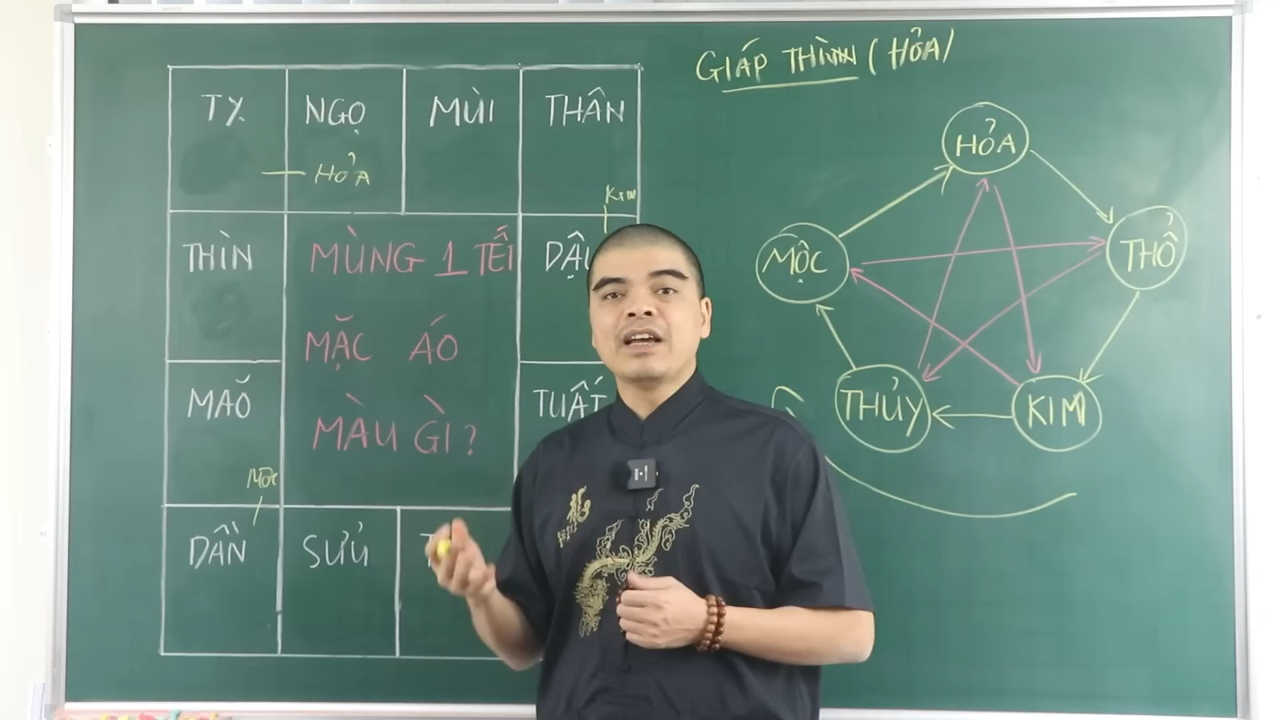 GIÁP THÌN (HỎA)
TỴ NGỌ MÙI THÂN
HỎA
KIM
THÌN
DẬU
MÙNG 1 TẾT
MẶC ÁO
MÀU GÌ?
MÃO
TUẤT
MỘC
DẦN
SỬU
HỎA
MỘC
THỔ
THỦY
KIM